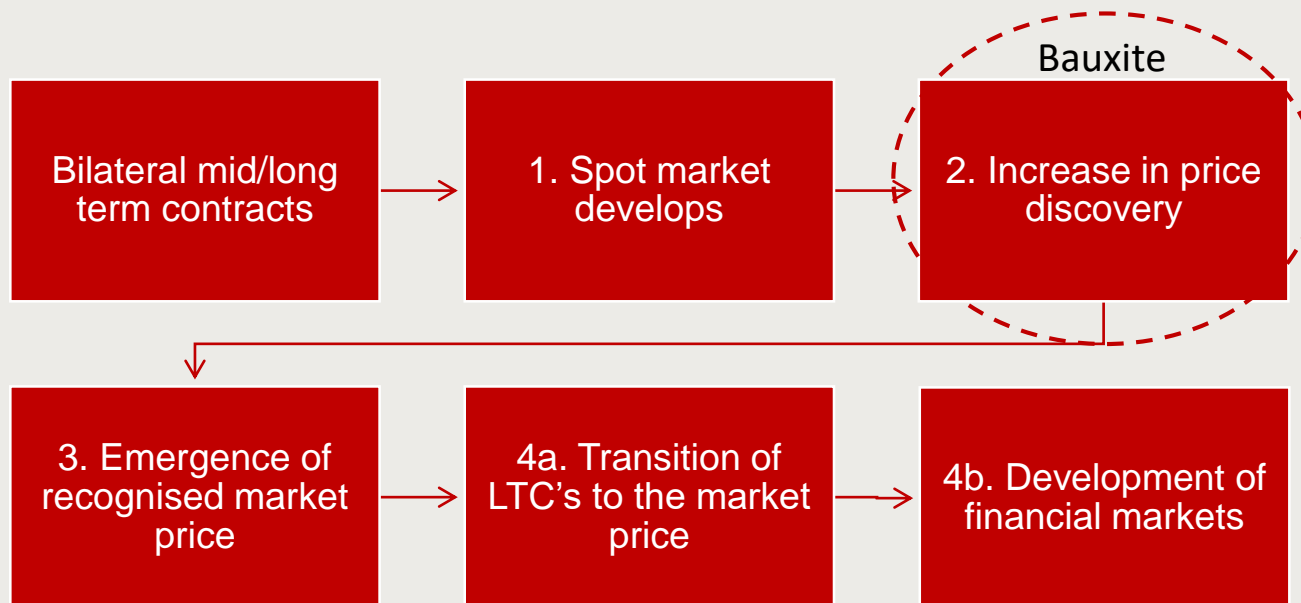 Bauxite
Bilateral mid/long
term contracts
1. Spot market
develops
2. Increase in price
discovery
3. Emergence of
recognised market
price
4a. Transition of
LTC’s to the market
price
4b. Development of
financial markets